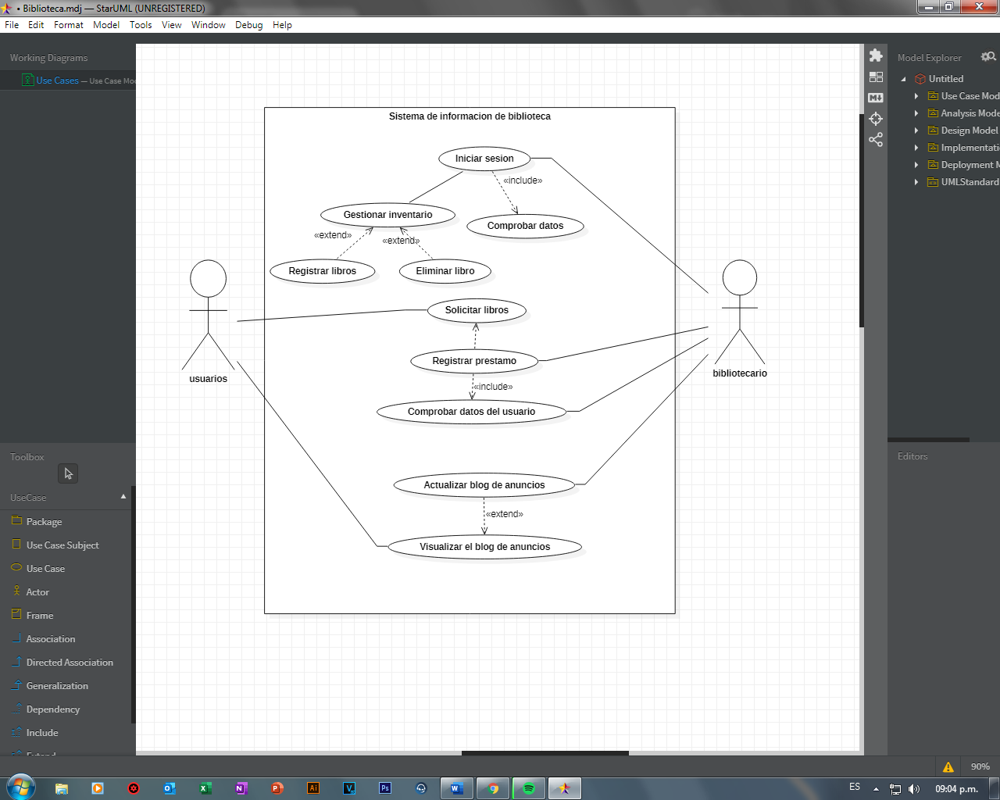 • Biblioteca.mdj — StarUML (UNREGISTERED)
File Edit Format Model Tools View Window Debug Help
Working Diagrams
Use Cases — Use Case Mod
Sistema de informacion de biblioteca
Iniciar sesion
«include»
Gestionar inventario
Comprobar datos
«extend»
«extend»
Registrar libros
Eliminar libro
Solicitar libros
Registrar prestamo
«include»
Comprobar datos del usuario
Actualizar blog de anuncios
«extend»
Visualizar el blog de anuncios
usuarios
bibliotecario
Model Explorer
Untitled
Use Case Mod
Analysis Mode
Design Model
Implementati
Deployment M
UMLStandard
Editors
Toolbox
UseCase
Package
Use Case Subject
Use Case
Actor
Frame
Association
Directed Association
Generalization
Dependency
Include
Extend
90%
ES
09:04 p.m.